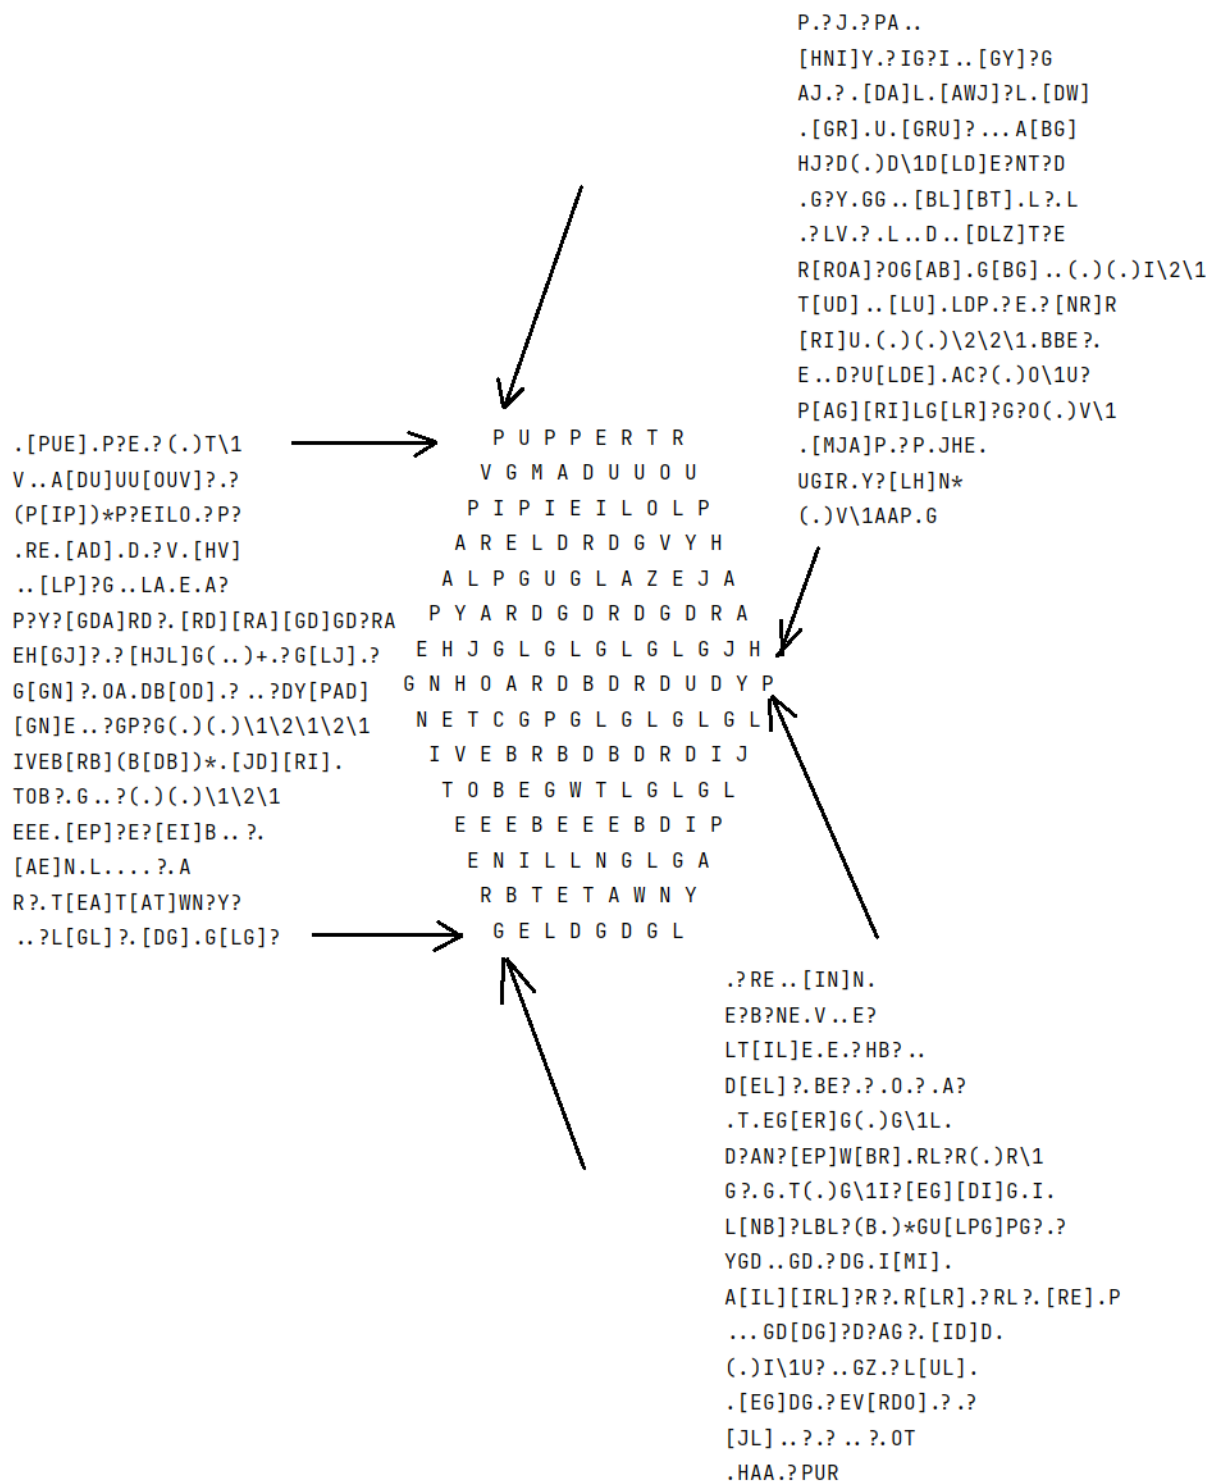 P.?J.?PA..
[HNI]Y.?IG?I..[GY]?G
AJ.?.[DA]L.[AWJ]?L.[DW]
.[GR].U.[GRU]?...A[BG]
HJ?D(.)D\1D[LD]E?NT?D
.G?Y.GG..[BL][BT].L?.L
.?LV.?.L..D..[DLZ]T?E
R[ROA]?OG[AB].G[BG]..(.)(.)I\2\1
T[UD]..[LU].LDP.?E.?[NR]R
[RI]U.(.)(.)\2\2\1.BBE?.
E..D?U[LDE].AC?(.)O\1U?
P[AG][RI]LG[LR]?G?O(.)V\1
.[MJA]P.?P.JHE.
UGIR.Y?[LH]N*
(.)V\1AAP.G
.[PUE].P?E.?(.)T\1
V..A[DU]UU[OUV]?.?
(P[IP])*P?EILO.?P?
.RE.[AD].D.?V.[HV]
..[LP]?G..LA.E.A?
P?Y?[GDA]RD?.[RD][RA][GD]GD?RA
EH[GJ]?.?[HJL]G(..)+.?G[LJ].?
G[GN]?.OA.DB[OD].?..?DY[PAD]
[GN]E..?GP?G(.)(.)\1\2\1\2\1
IVEB[RB](B[DB])*.[JD][RI].
TOB?.G..?(.)(.)\1\2\1
EEE.[EP]?E?[EI]B..?.
[AE]N.L....?.A
R?.T[EA]T[AT]WN?Y?
..?L[GL]?.[DG].G[LG]?
P U P P E R T R
V G M A D U U O U
P I P I E I L O L P
A R E L D R D G V Y H
A L P G U G L A Z E J A
P Y A R D G D R D G D R A
E H J G L G L G L G L G J H
G N H O A R D B D R D U D Y P
N E T C G P G L G L G L G L
I V E B R B D B D R D I J
T O B E G W T L G L G L
E E E B E E E B D I P
E N I L L N G L G A
R B T E T A W N Y
G E L D G D G L
.?RE..[IN]N.
E?B?NE.V..E?
LT[IL]E.E.?HB?..
D[EL]?.BE?.?.O.?.A?
.T.EG[ER]G(.)G\1L.
D?AN?[EP]W[BR].RL?R(.)R\1
G?.G.T(.)G\1I?[EG][DI]G.I.
L[NB]?LBL?(B.)*GU[LPG]PG?.?
YGD..GD.?DG.I[MI].
A[IL][IRL]?R?.R[LR].?RL?.[RE].P
...GD[DG]?D?AG?.[ID]D.
(.)I\1U?..GZ.?L[UL].
.[EG]DG.?EV[RDO].?.?
[JL]..?.?..?.OT
.HAA.?PUR